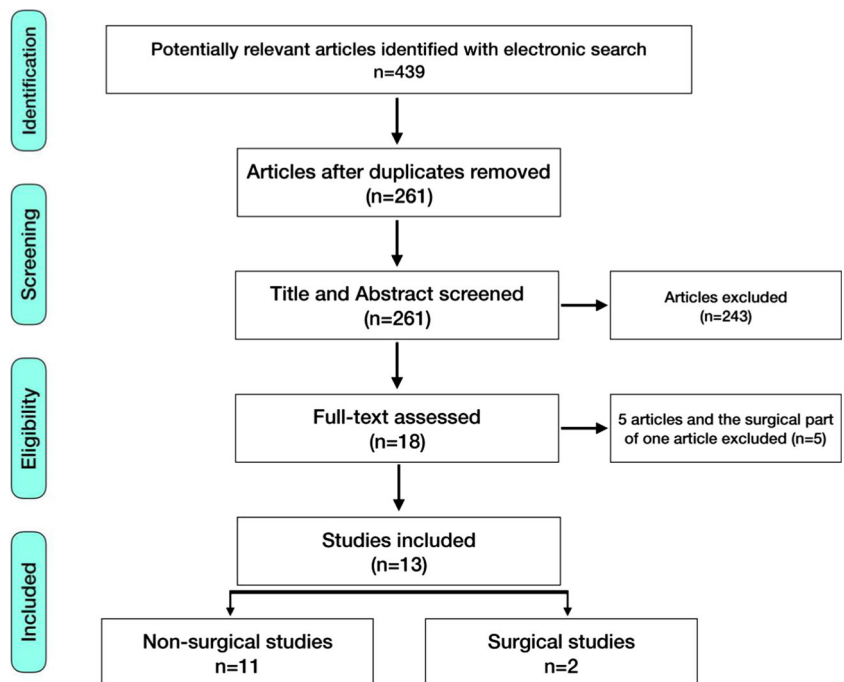 Identification
Potentially relevant articles identified with electronic search
n=439
Articles after duplicates removed
(n=261)
Screening
Title and Abstract screened
(n=261)
Articles excluded
(n=243)
Eligibility
Full-text assessed
(n=18)
5 articles and the surgical part
of one article excluded (n=5)
Included
Studies included
(n=13)
Non-surgical studies
n=11
Surgical studies
n=2